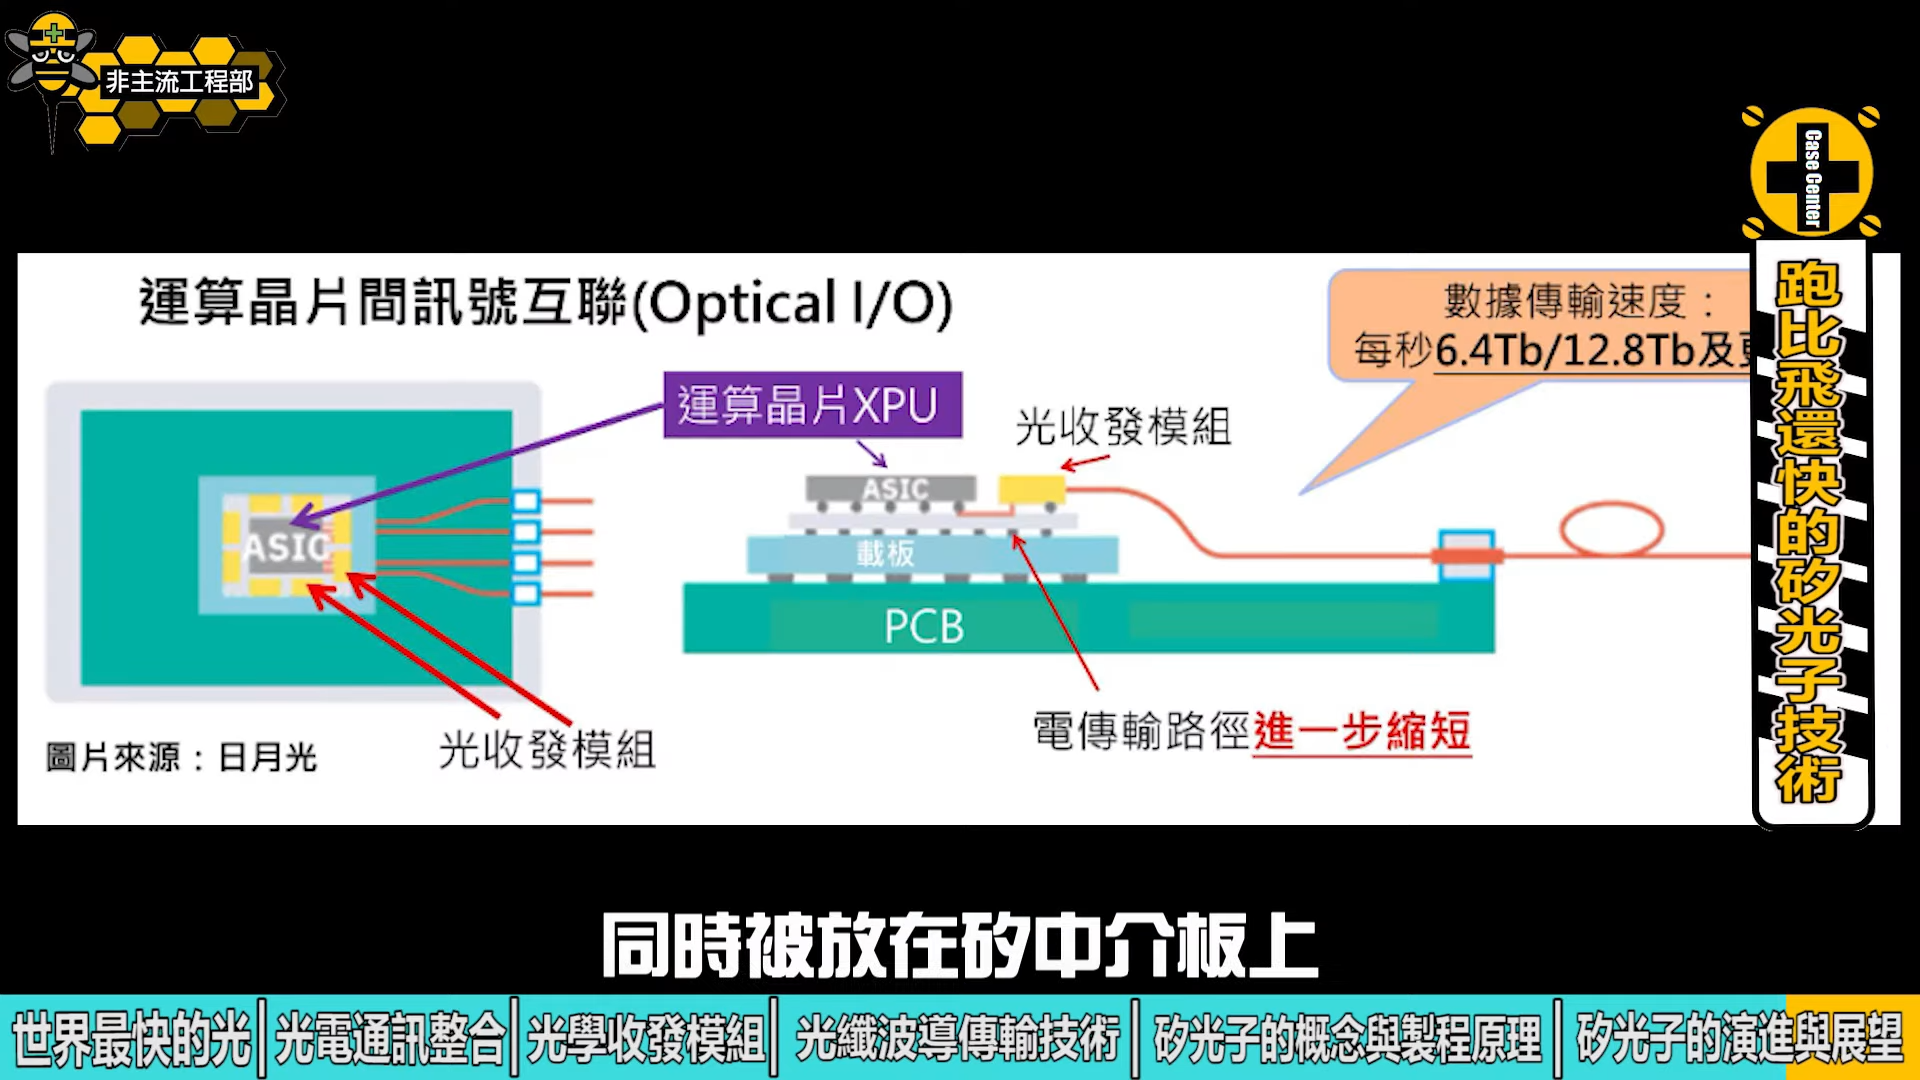 非主流工程部
Case Center
跑比飛還快的矽光子技術
運算晶片間訊號互聯(Optical I/O)
數據傳輸速度：
每秒6.4Tb/12.8Tb及
運算晶片XPU
光收發模組
ASIC
ASIC
載板
PCB
電傳輸路徑進一步縮短
光收發模組
圖片來源：日月光
同時被放在矽中介板上
世界最快的光
光電通訊整合
光學收發模組
光纖波導傳輸技術
矽光子的概念與製程原理
矽光子的演進與展望